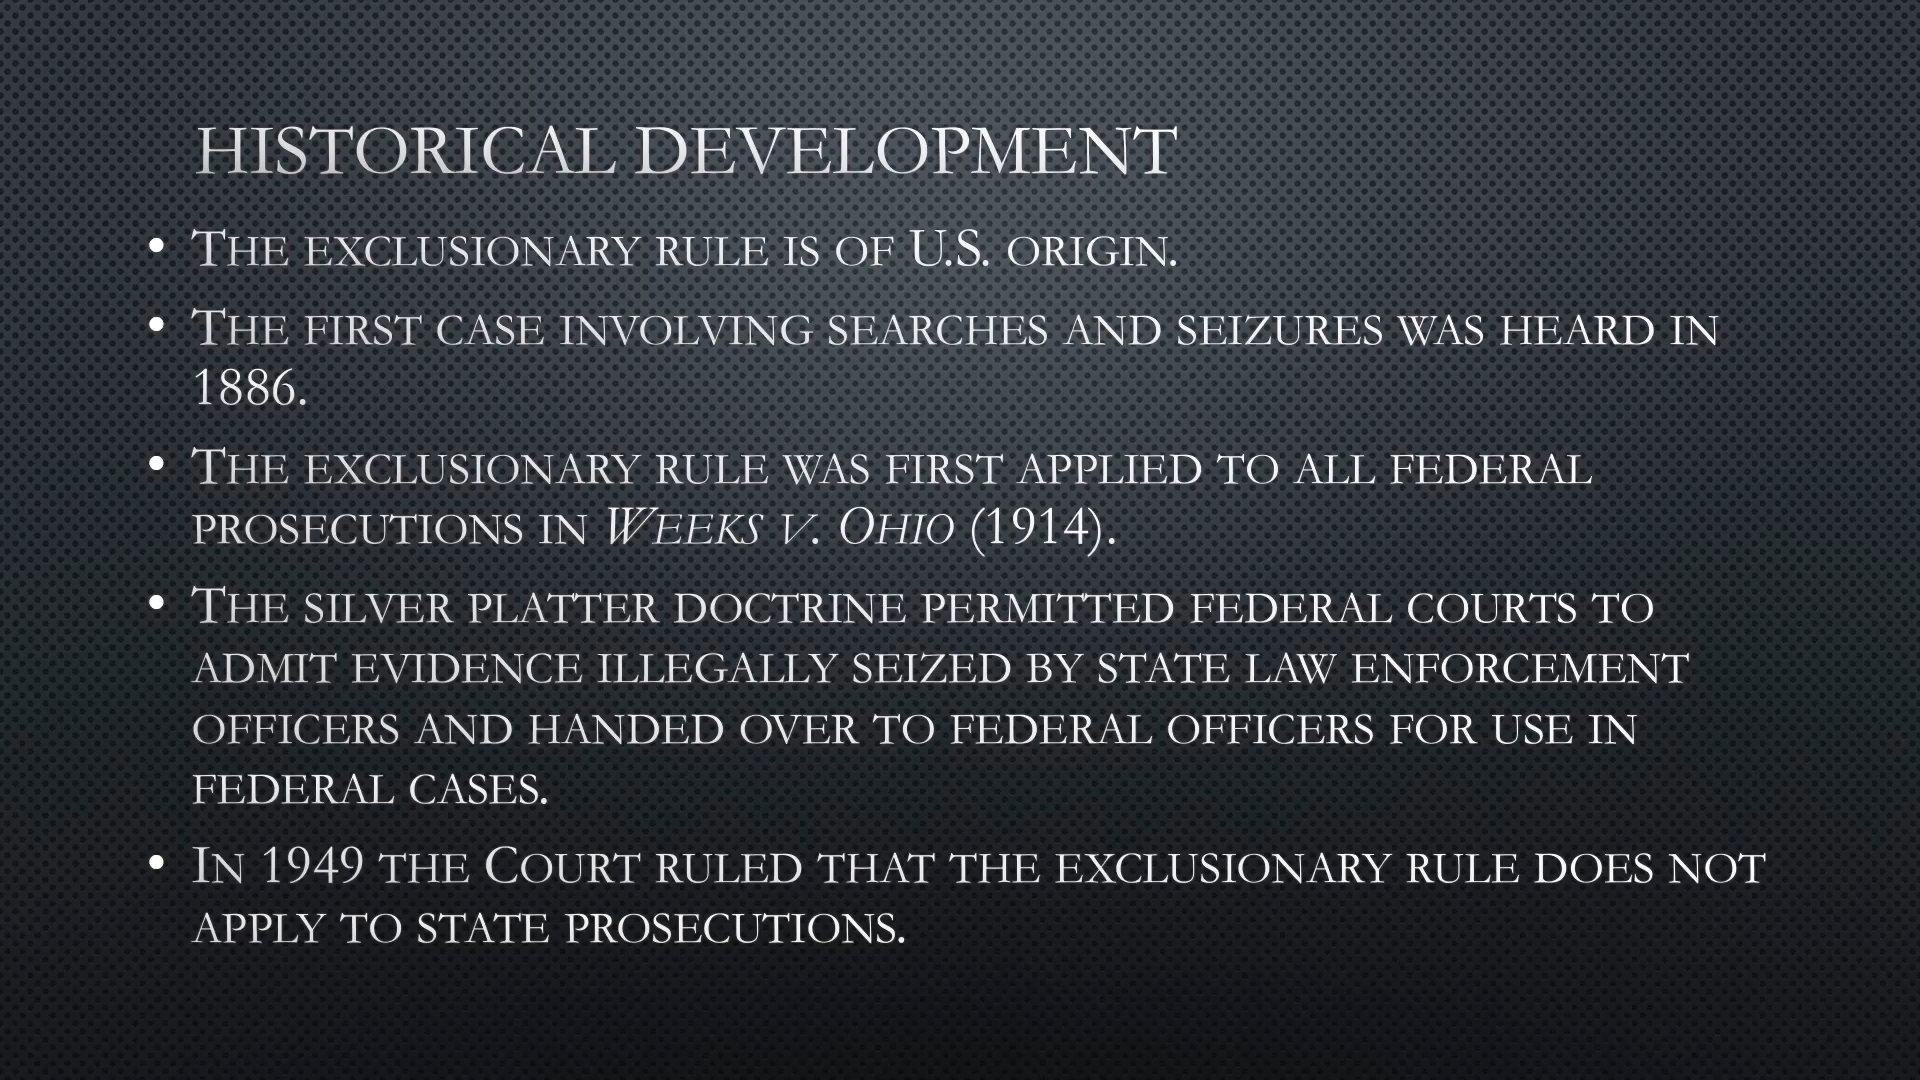 HISTORICAL DEVELOPMENT
• THE EXCLUSIONARY RULE IS OF U.S. ORIGIN.
• THE FIRST CASE INVOLVING SEARCHES AND SEIZURES WAS HEARD IN
1886.
• THE EXCLUSIONARY RULE WAS FIRST APPLIED TO ALL FEDERAL
PROSECUTIONS IN WEEKS V. OHIO (1914).
• THE SILVER PLATTER DOCTRINE PERMITTED FEDERAL COURTS TO
ADMIT EVIDENCE ILLEGALLY SEIZED BY STATE LAW ENFORCEMENT
OFFICERS AND HANDED OVER TO FEDERAL OFFICERS FOR USE IN
FEDERAL CASES.
• IN 1949 THE COURT RULED THAT THE EXCLUSIONARY RULE DOES NOT
APPLY TO STATE PROSECUTIONS.